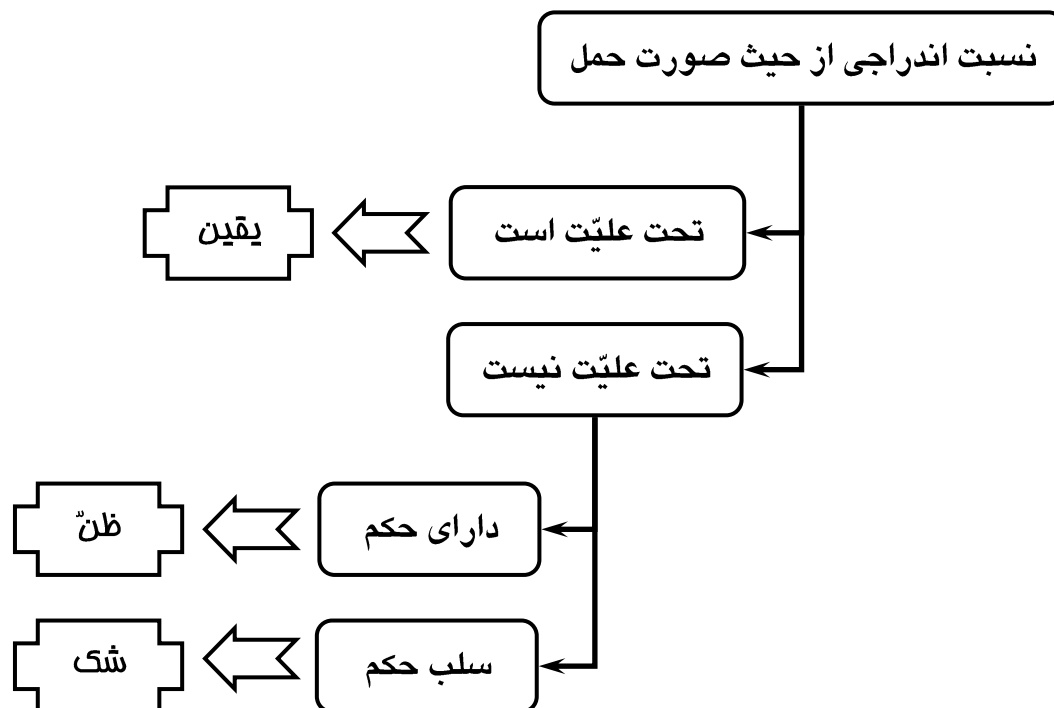 نسبت اندراجی از حیث صورت حمل
تحت علیّت است
یقین
تحت علیّت نیست
دارای حکم
ظنّ
سلب حکم
شک